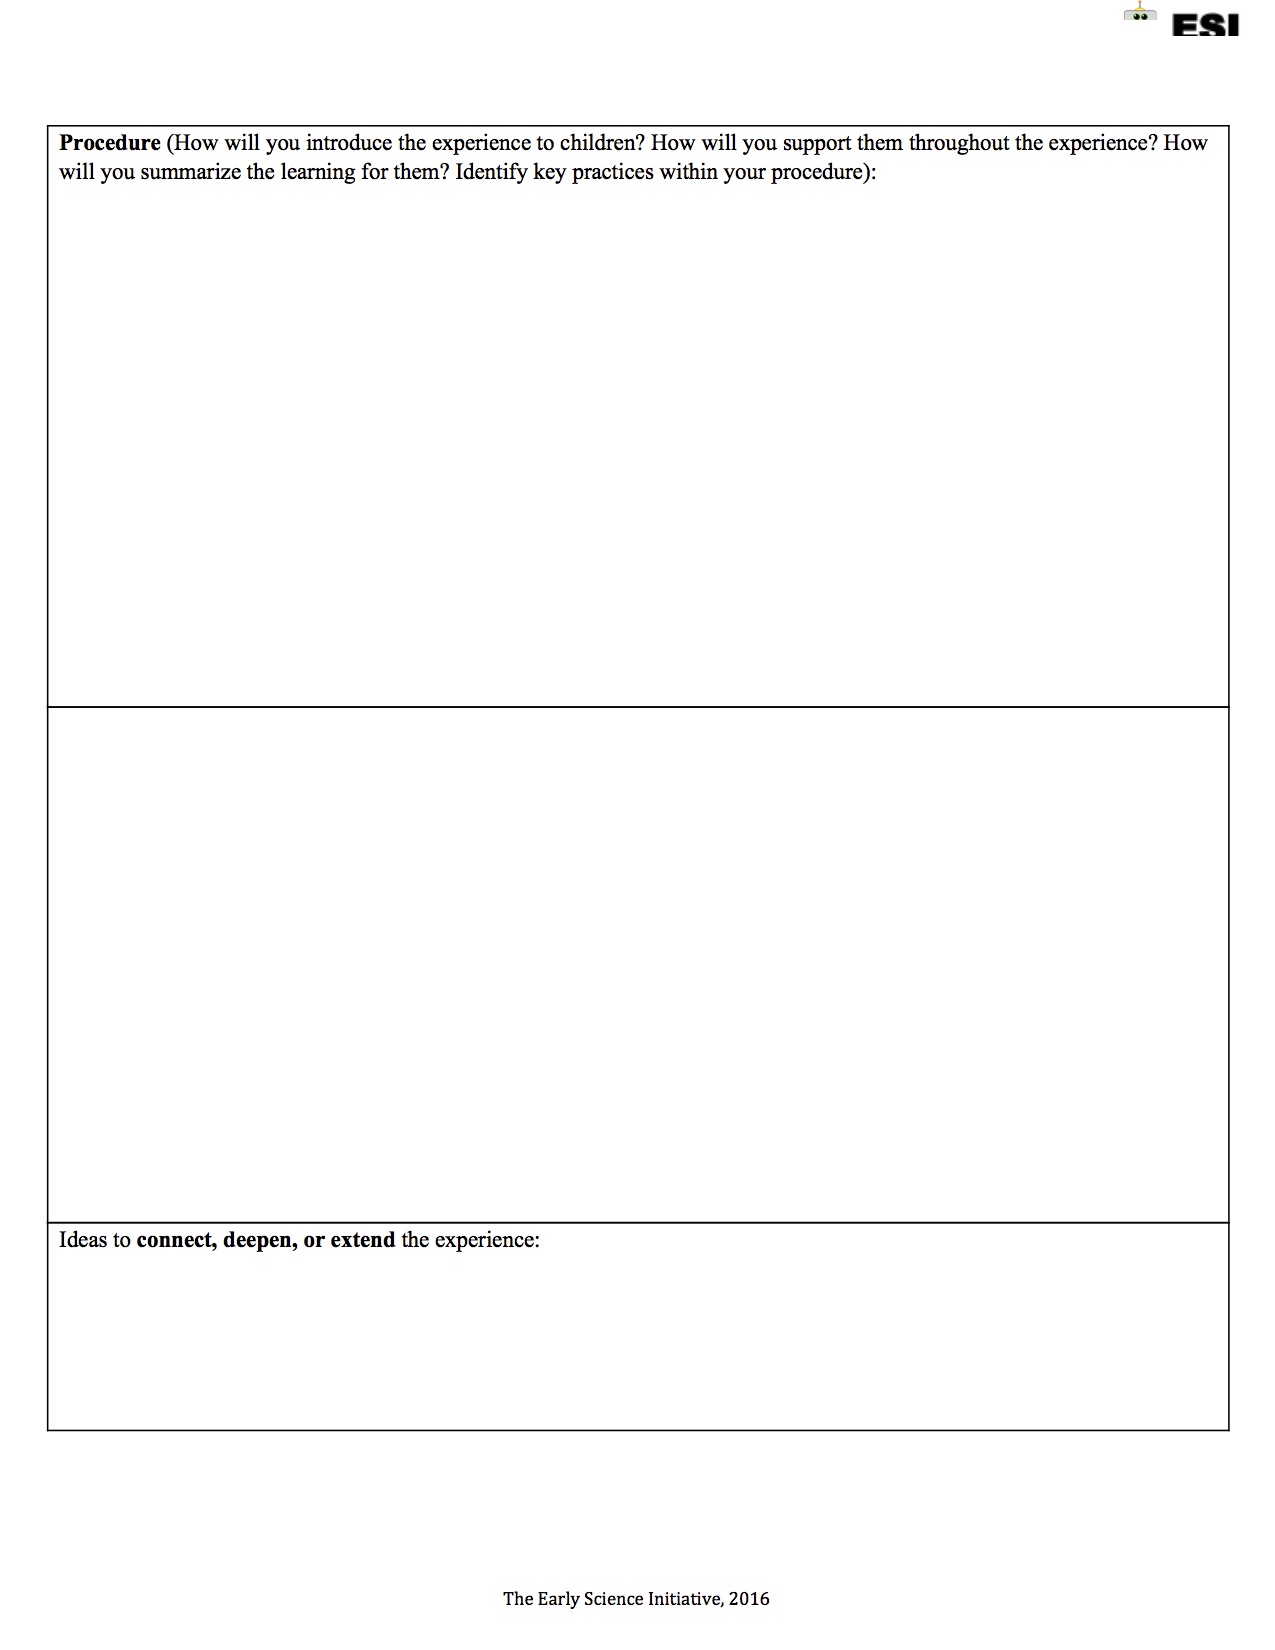 ESI
Procedure (How will you introduce the experience to children? How will you support them throughout the experience? How
will you summarize the learning for them? Identify key practices within your procedure):
Ideas to connect, deepen, or extend the experience:
The Early Science Initiative, 2016